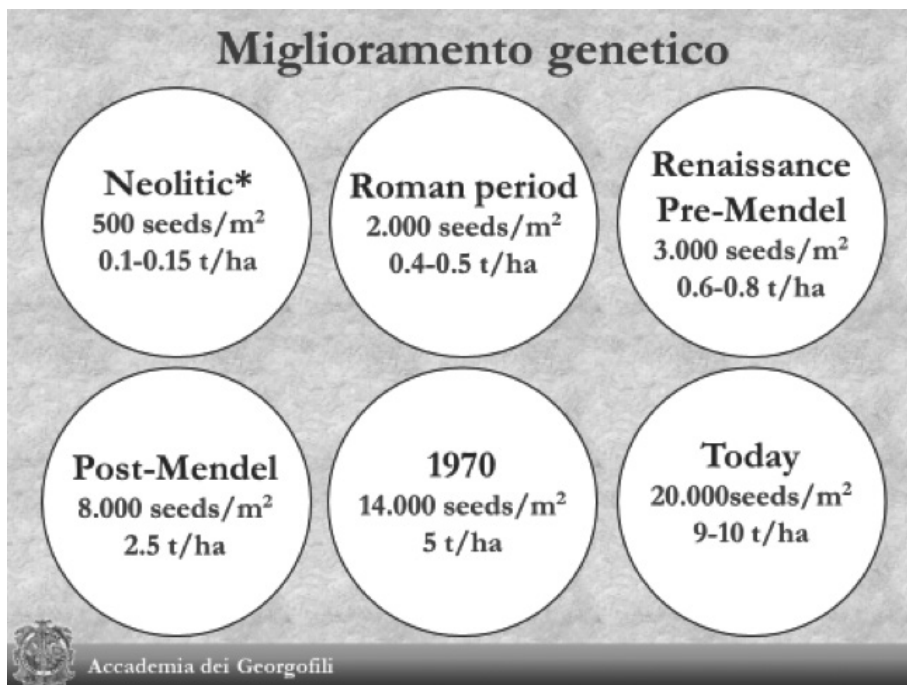 Miglioramento genetico
Neolitic*
500 seeds/m²
0.1-0.15 t/ha
Roman period
2.000 seeds/m²
0.4-0.5 t/ha
Renaissance
Pre-Mendel
3.000 seeds/m²
0.6-0.8 t/ha
Post-Mendel
8.000 seeds/m²
2.5 t/ha
1970
14.000 seeds/m²
5 t/ha
Today
20.000seeds/m²
9-10 t/ha
Accademia dei Georgofili